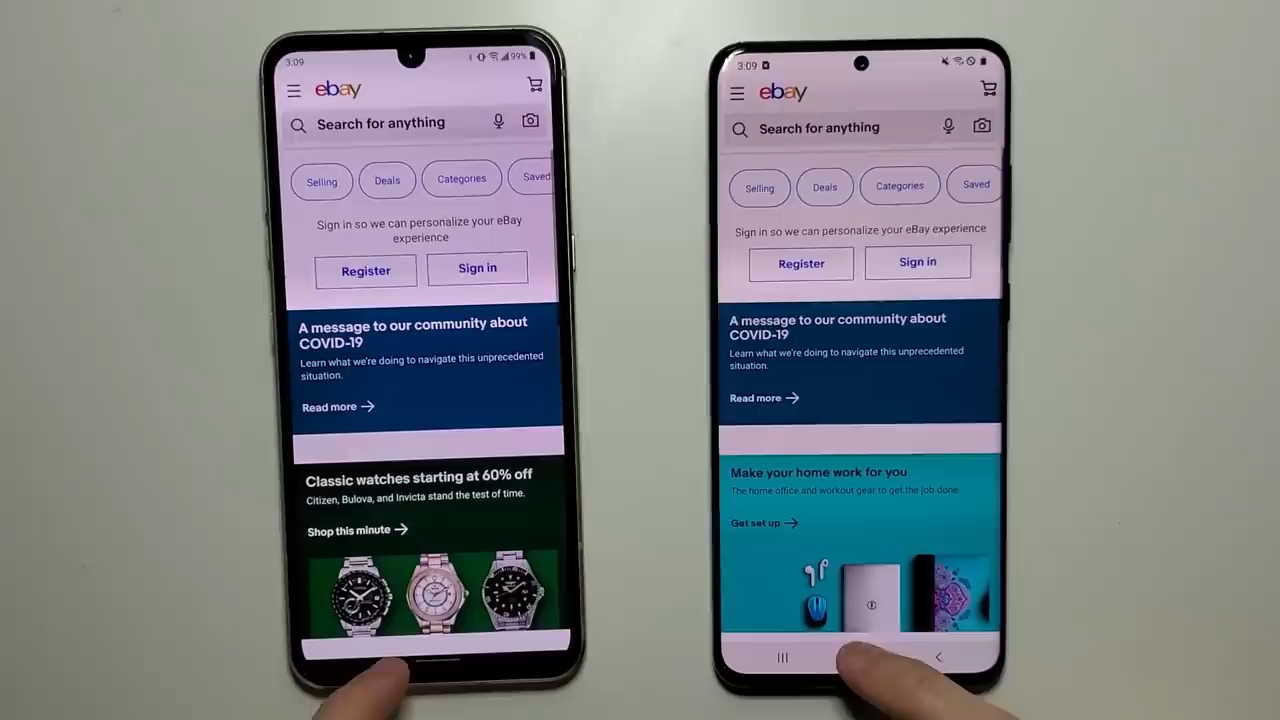 3:09
99%
ebay
Search for anything
Selling
Deals
Categories
Saved
Sign in so we can personalize your eBay
experience
Register
Sign in
A message to our community about
COVID-19
Learn what we're doing to navigate this unprecedented
situation.
Read more
Classic watches starting at 60% off
Citizen, Bulova, and Invicta stand the test of time.
Shop this minute
3:09
ebay
Search for anything
Selling
Deals
Categories
Saved
Sign in so we can personalize your eBay experience
Register
Sign in
A message to our community about
COVID-19
Learn what we're doing to navigate this unprecedented
situation.
Read more
Make your home work for you
The home office and workout gear to get the job done.
Get set up